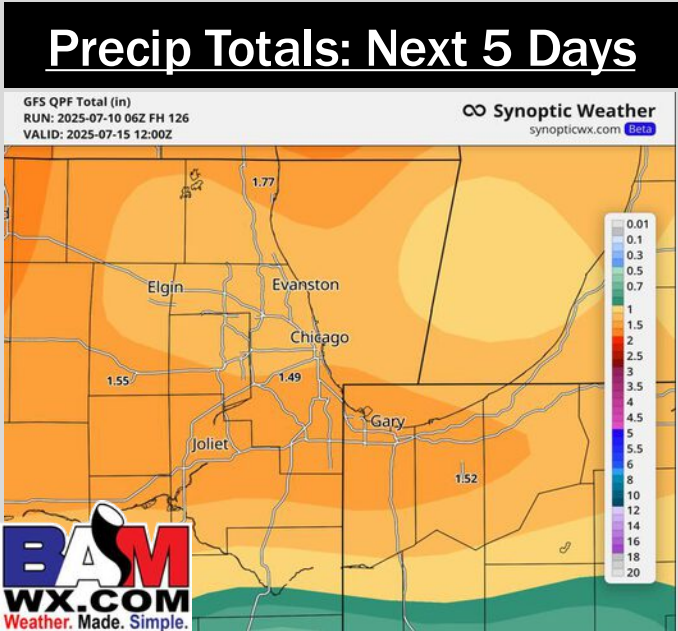 Precip Totals: Next 5 Days
GFS QPF Total (in)
RUN: 2025-07-10 06Z FH 126
VALID: 2025-07-15 12:00Z
Synoptic Weather
synopticwx.com Beta
1.77
d
Elgin
Evanston
Chicago
1.55
1.49
Gary
Joliet
1.52
0.01
0.1
0.3
0.5
0.7
1
1.5
2
2.5
3
3.5
4
4.5
5
5.5
6
8
10
12
14
16
18
20
BAM
WX.COM
Weather. Made. Simple.